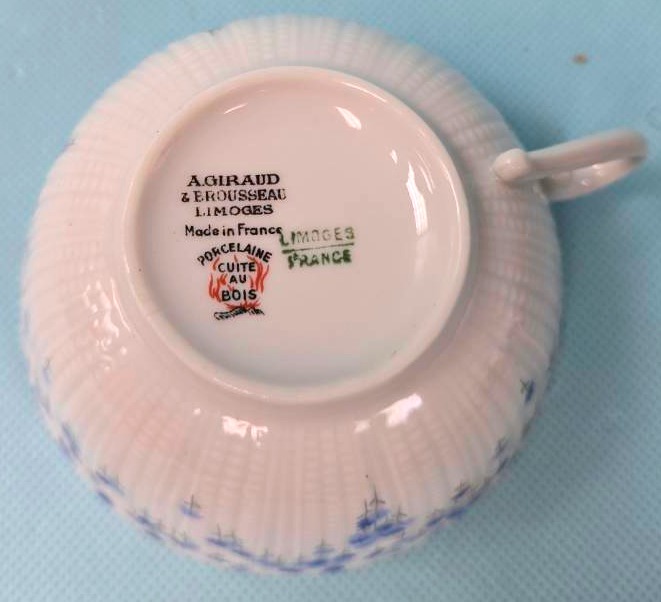 A.GIRAUD
& BROUSSEAU
LIMOGES
Made in France
PORCELAINE
CUITE
AU
BOIS
LIMOGES
FRANCE